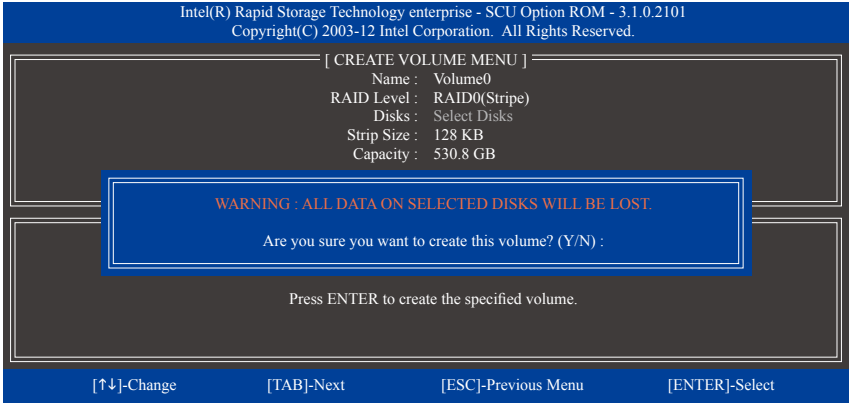 Intel(R) Rapid Storage Technology enterprise - SCU Option ROM - 3.1.0.2101
Copyright(C) 2003-12 Intel Corporation. All Rights Reserved.
[ CREATE VOLUME MENU ]
Name : Volume0
RAID Level : RAID0(Stripe)
Disks : Select Disks
Strip Size : 128 KB
Capacity : 530.8 GB
WARNING : ALL DATA ON SELECTED DISKS WILL BE LOST.
Are you sure you want to create this volume? (Y/N) :
Press ENTER to create the specified volume.
[↑↓]-Change [TAB]-Next [ESC]-Previous Menu [ENTER]-Select